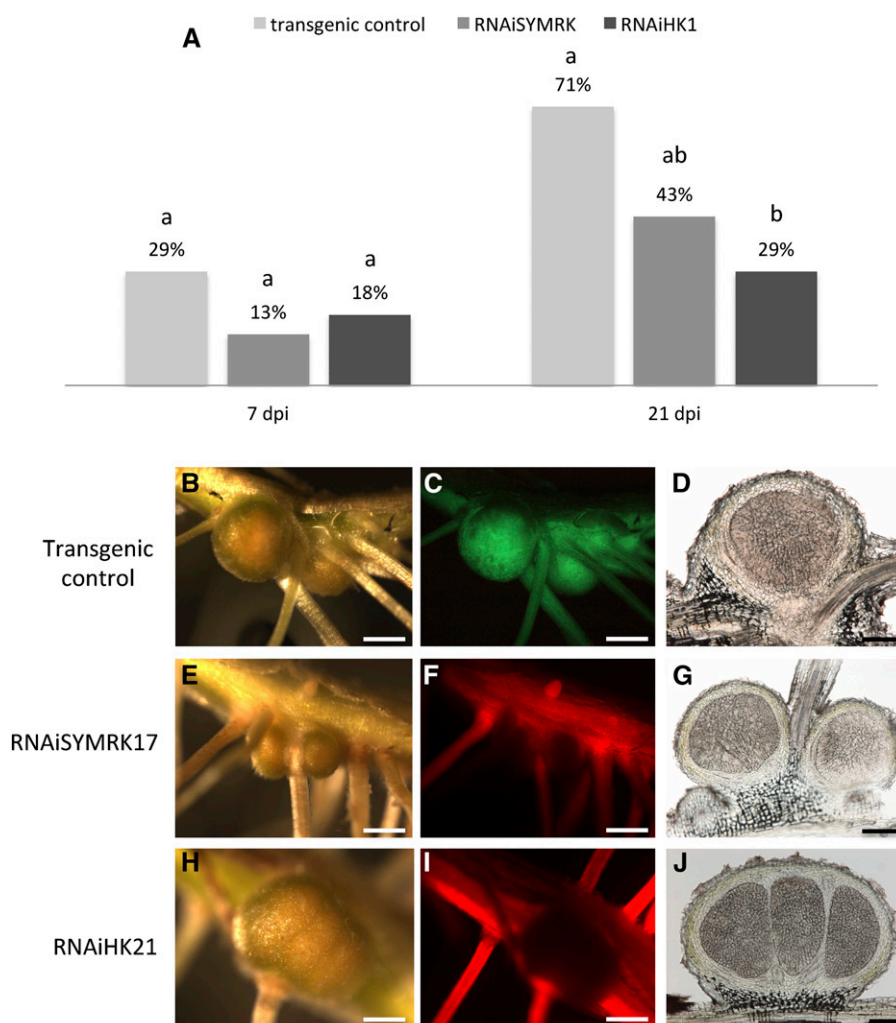 A
transgenic control RNAiSYMRK RNAiHK1
a
71%
ab
43%
b
29%
a
29%
a
13%
a
18%
7 dpi 21 dpi
Transgenic
control
B C D
RNAiSYMRK17
E F G
RNAiHK21
H I J